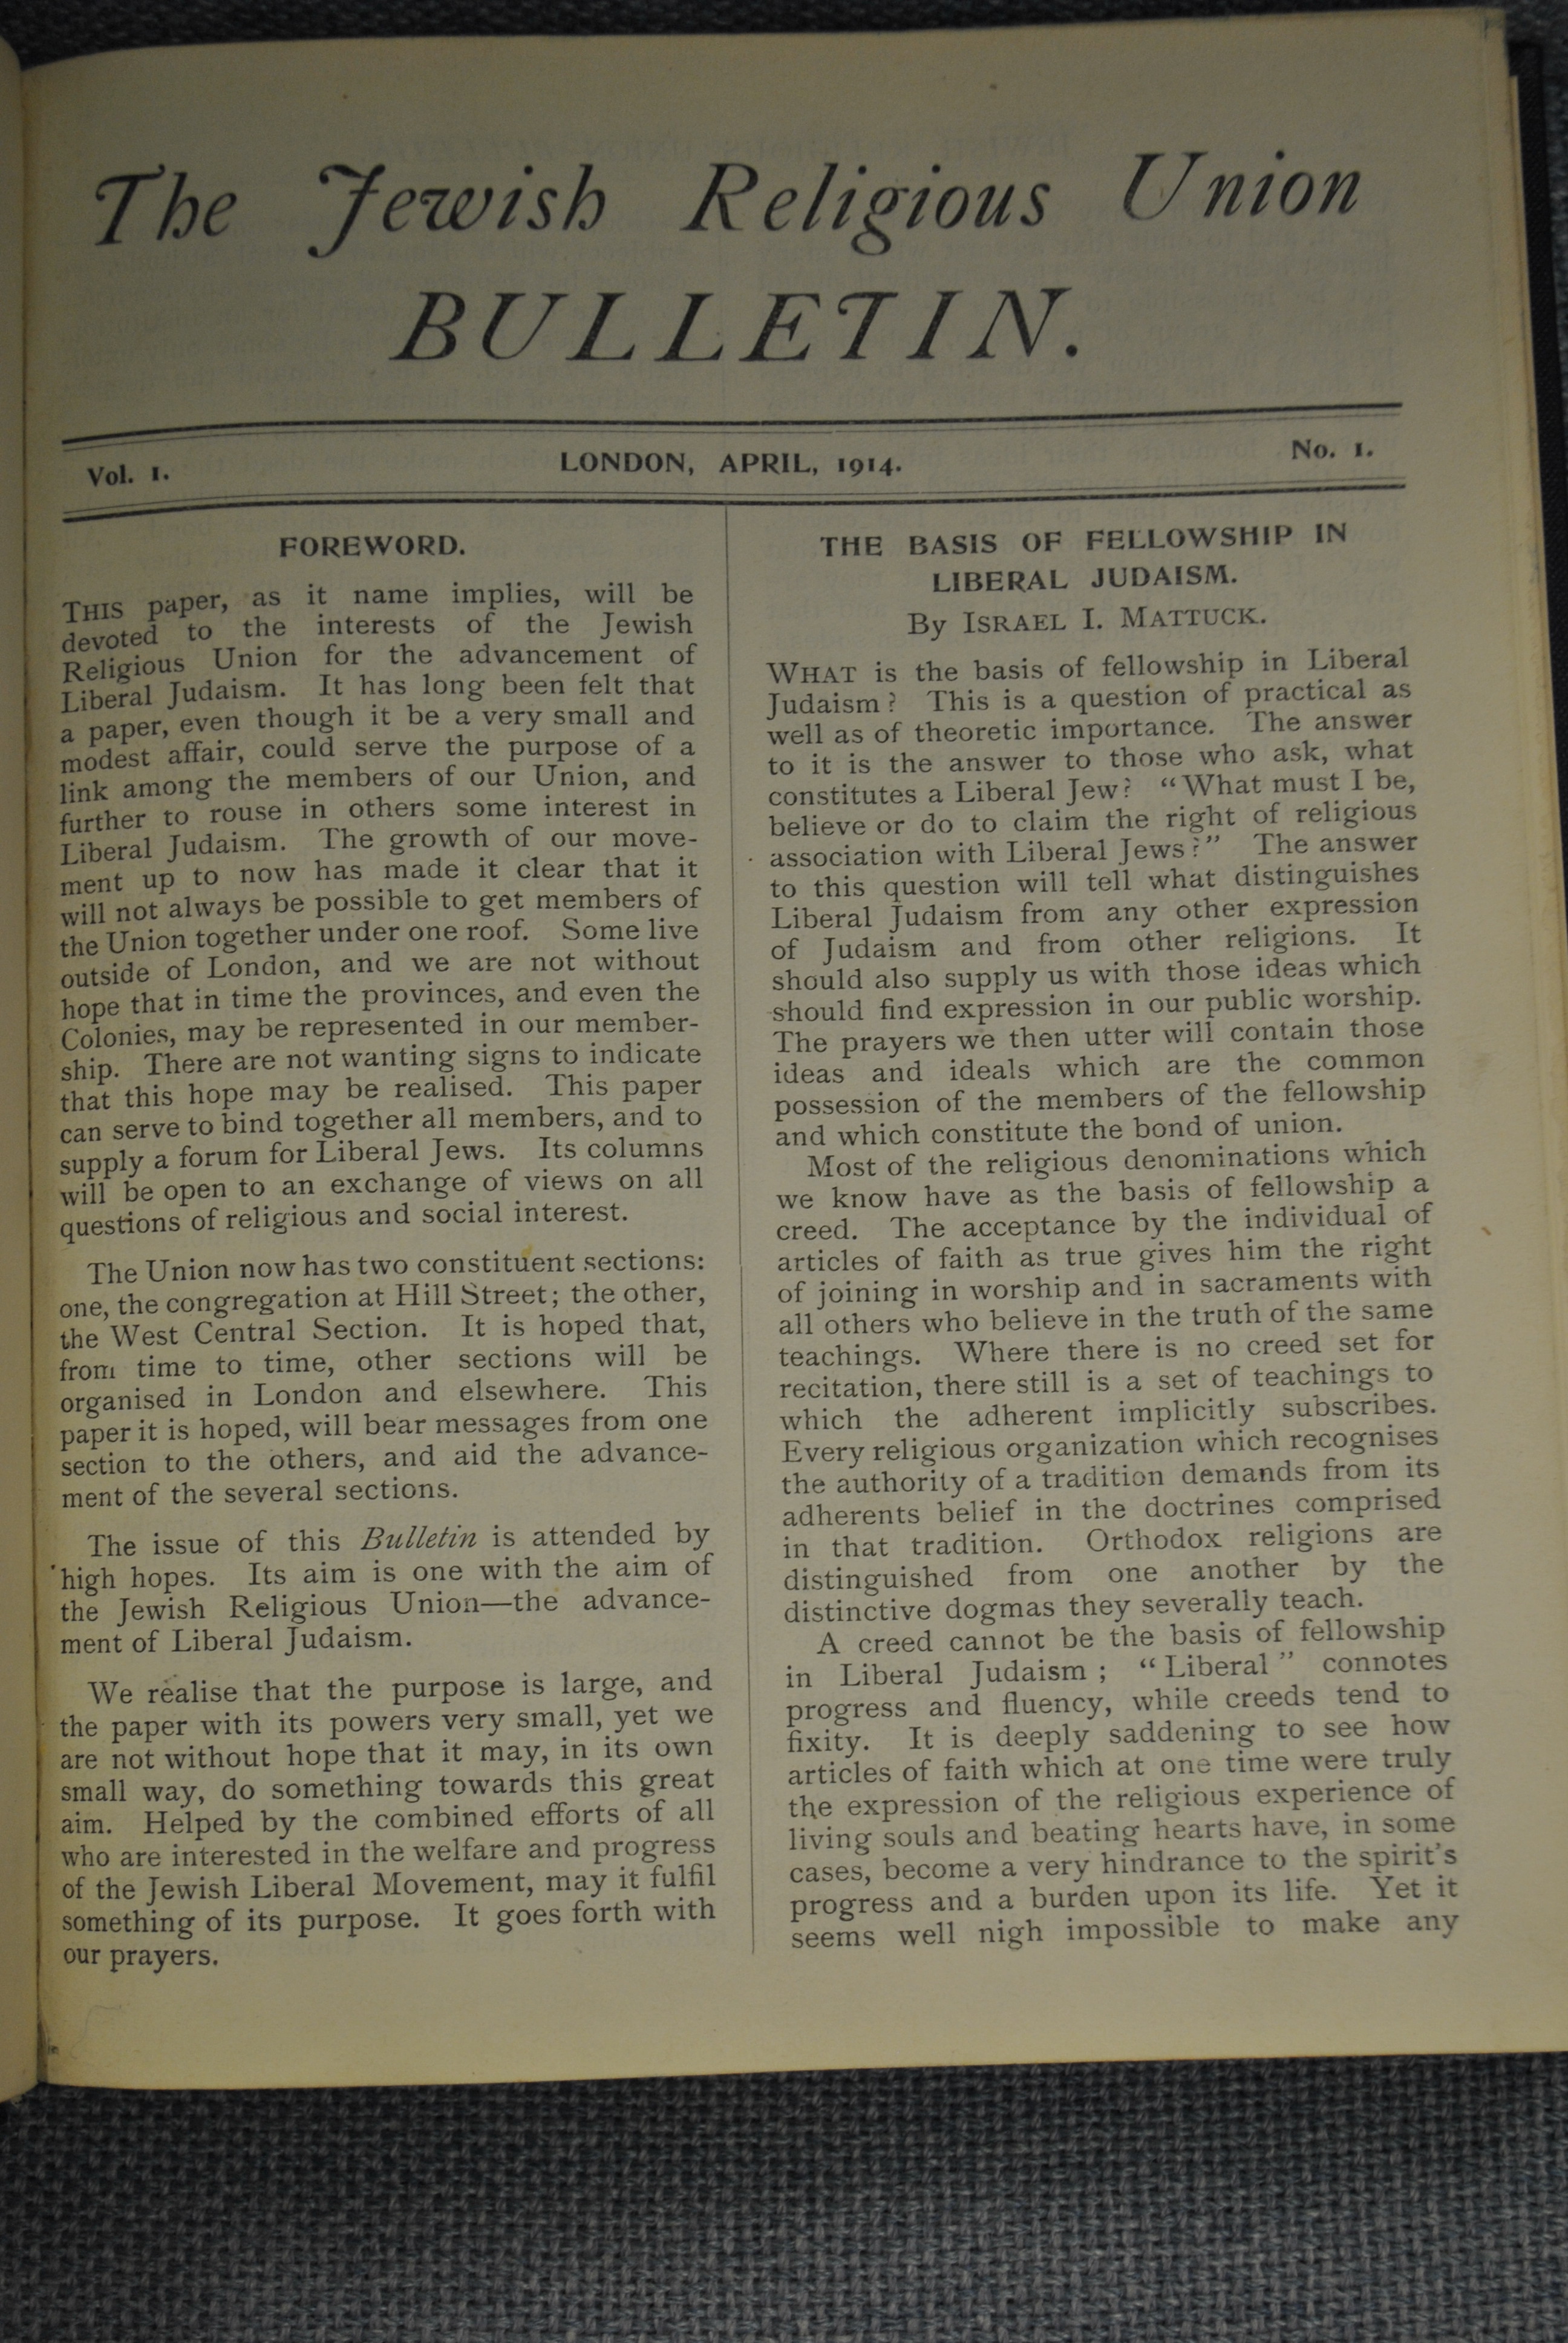 The Jewish Religious Union
BULLETIN.
Vol. 1.
LONDON, APRIL, 1914.
No. 1.
FOREWORD.
THIS paper, as it name implies, will be
devoted to the interests of the Jewish
Religious Union for the advancement of
Liberal Judaism. It has long been felt that
a paper, even though it be a very small and
modest affair, could serve the purpose of a
link among the members of our Union, and
further to rouse in others some interest in
Liberal Judaism. The growth of our move-
ment up to now has made it clear that it
will not always be possible to get members of
the Union together under one roof. Some live
outside of London, and we are not without
hope that in time the provinces, and even the
Colonies, may be represented in our member-
ship. There are not wanting signs to indicate
that this hope may be realised. This paper
can serve to bind together all members, and to
supply a forum for Liberal Jews. Its columns
will be open to an exchange of views on all
questions of religious and social interest.
The Union now has two constituent sections:
one, the congregation at Hill Street; the other,
the West Central Section. It is hoped that,
from time to time, other sections will be
organised in London and elsewhere. This
paper it is hoped, will bear messages from one
section to the others, and aid the advance-
ment of the several sections.
The issue of this Bulletin is attended by
high hopes. Its aim is one with the aim of
the Jewish Religious Union—the advance-
ment of Liberal Judaism.
We realise that the purpose is large, and
the paper with its powers very small, yet we
are not without hope that it may, in its own
small way, do something towards this great
aim. Helped by the combined efforts of all
who are interested in the welfare and progress
of the Jewish Liberal Movement, may it fulfil
something of its purpose. It goes forth with
our prayers.
THE BASIS OF FELLOWSHIP IN
LIBERAL JUDAISM.
By ISRAEL I. MATTUCK.
WHAT is the basis of fellowship in Liberal
Judaism? This is a question of practical as
well as of theoretic importance. The answer
to it is the answer to those who ask, what
constitutes a Liberal Jew? “What must I be,
believe or do to claim the right of religious
association with Liberal Jews?” The answer
to this question will tell what distinguishes
Liberal Judaism from any other expression
of Judaism and from other religions. It
should also supply us with those ideas which
should find expression in our public worship.
The prayers we then utter will contain those
ideas and ideals which are the common
possession of the members of the fellowship
and which constitute the bond of union.
Most of the religious denominations which
we know have as the basis of fellowship a
creed. The acceptance by the individual of
articles of faith as true gives him the right
of joining in worship and in sacraments with
all others who believe in the truth of the same
teachings. Where there is no creed set for
recitation, there still is a set of teachings to
which the adherent implicitly subscribes.
Every religious organization which recognises
the authority of a tradition demands from its
adherents belief in the doctrines comprised
in that tradition. Orthodox religions are
distinguished from one another by the
distinctive dogmas they severally teach.
A creed cannot be the basis of fellowship
in Liberal Judaism; “Liberal” connotes
progress and fluency, while creeds tend to
fixity. It is deeply saddening to see how
articles of faith which at one time were truly
the expression of the religious experience of
living souls and beating hearts have, in some
cases, become a very hindrance to the spirit's
progress and a burden upon its life. Yet it
seems well nigh impossible to make any